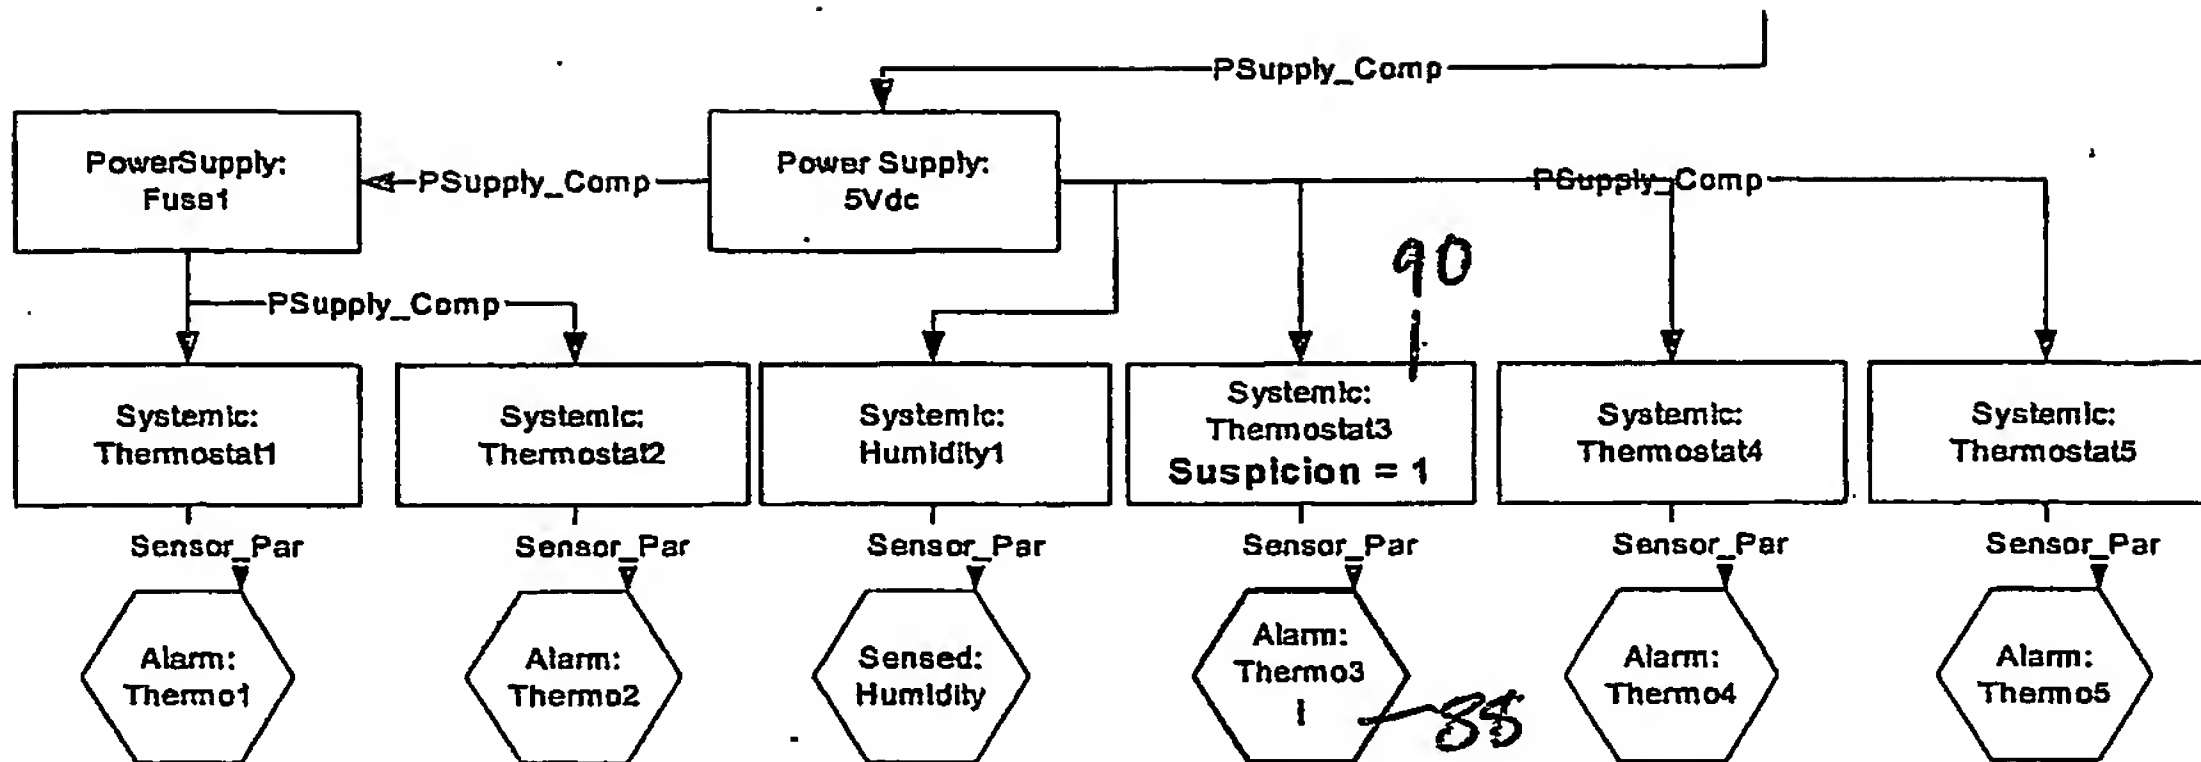 PSupply_Comp
PowerSupply:
Fuse1
PSupply_Comp
Power Supply:
5Vdc
PSupply_Comp
90
PSupply_Comp
Systemic:
Thermostat1
Systemic:
Thermostat2
Systemic:
Humidity1
Systemic:
Thermostat3
Suspicion = 1
Systemic:
Thermostat4
Systemic:
Thermostat5
Sensor_Par
Sensor_Par
Sensor_Par
Sensor_Par
Sensor_Par
Sensor_Par
Alarm:
Thermo1
Alarm:
Thermo2
Sensed:
Humidity
Alarm:
Thermo3
Alarm:
Thermo4
Alarm:
Thermo5
88